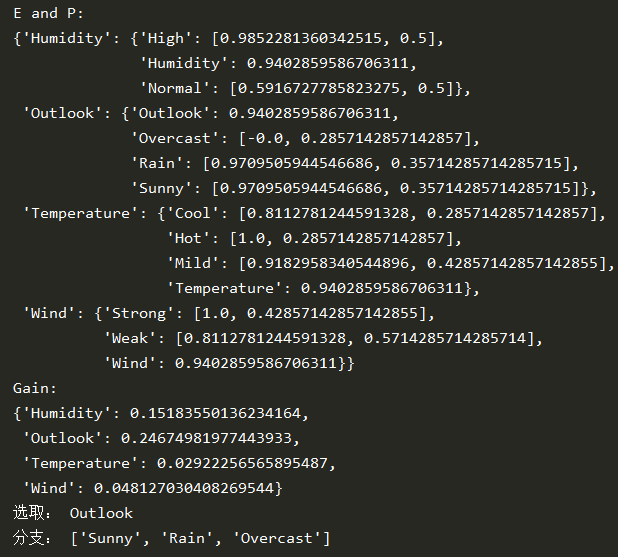 E and P:
{'Humidity': {'High': [0.9852281360342515, 0.5],
'Humidity': 0.9402859586706311,
'Normal': [0.5916727785823275, 0.5]},
'Outlook': {'Outlook': 0.9402859586706311,
'Overcast': [-0.0, 0.2857142857142857],
'Rain': [0.9709505944546686, 0.35714285714285715],
'Sunny': [0.9709505944546686, 0.35714285714285715]},
'Temperature': {'Cool': [0.8112781244591328, 0.2857142857142857],
'Hot': [1.0, 0.2857142857142857],
'Mild': [0.9182958340544896, 0.42857142857142855],
'Temperature': 0.9402859586706311},
'Wind': {'Strong': [1.0, 0.42857142857142855],
'Weak': [0.8112781244591328, 0.5714285714285714],
'Wind': 0.9402859586706311}}
Gain:
{'Humidity': 0.15183550136234164,
'Outlook': 0.24674981977443933,
'Temperature': 0.02922256565895487,
'Wind': 0.048127030408269544}
选取： Outlook
分支： ['Sunny', 'Rain', 'Overcast']